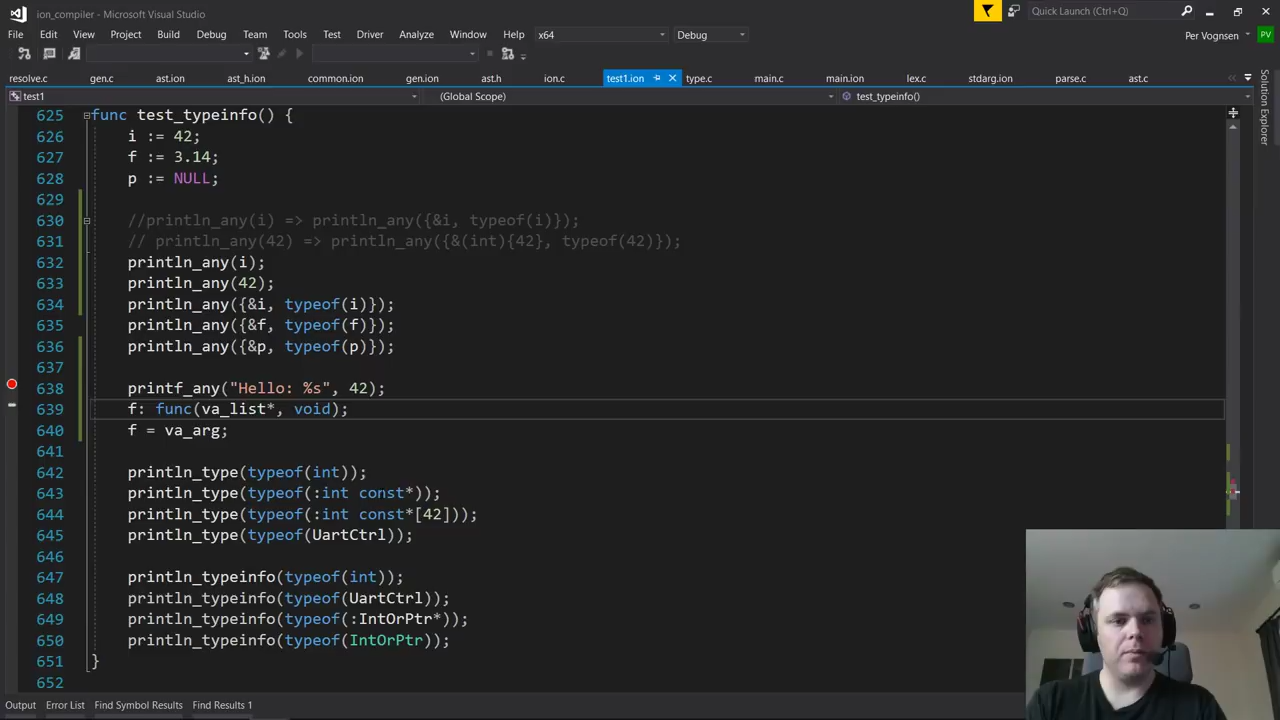 ion_compiler - Microsoft Visual Studio
Quick Launch (Ctrl+Q)
File Edit View Project Build Debug Team Tools Test Driver Analyze Window Help x64 Debug Per Vognsen PV
resolve.c gen.c ast.ion ast_h.ion common.ion gen.ion ast.h ion.c test1.ion type.c main.c main.ion lex.c stdarg.ion parse.c ast.c
test1 (Global Scope) test_typeinfo()
Solution Explorer
625 func test_typeinfo() {
626 i := 42;
627 f := 3.14;
628 p := NULL;
629
630 //println_any(i) => println_any({&i, typeof(i)});
631 // println_any(42) => println_any({&(int){42}, typeof(42)});
632 println_any(i);
633 println_any(42);
634 println_any({&i, typeof(i)});
635 println_any({&f, typeof(f)});
636 println_any({&p, typeof(p)});
637
638 printf_any("Hello: %s", 42);
639 f: func(va_list*, void);
640 f = va_arg;
641
642 println_type(typeof(int));
643 println_type(typeof(:int const*));
644 println_type(typeof(:int const*[42]));
645 println_type(typeof(UartCtrl));
646
647 println_typeinfo(typeof(int));
648 println_typeinfo(typeof(UartCtrl));
649 println_typeinfo(typeof(:IntOrPtr*));
650 println_typeinfo(typeof(IntOrPtr));
651 }
652
Output Error List Find Symbol Results Find Results 1